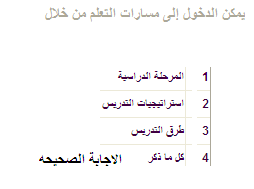 يمكن الدخول إلى مسارات التعلم من خلال
1 المرحلة الدراسية
2 استراتيجيات التدريس
3 طرق التدريس
4 كل ما ذكر الاجابة الصحيحه